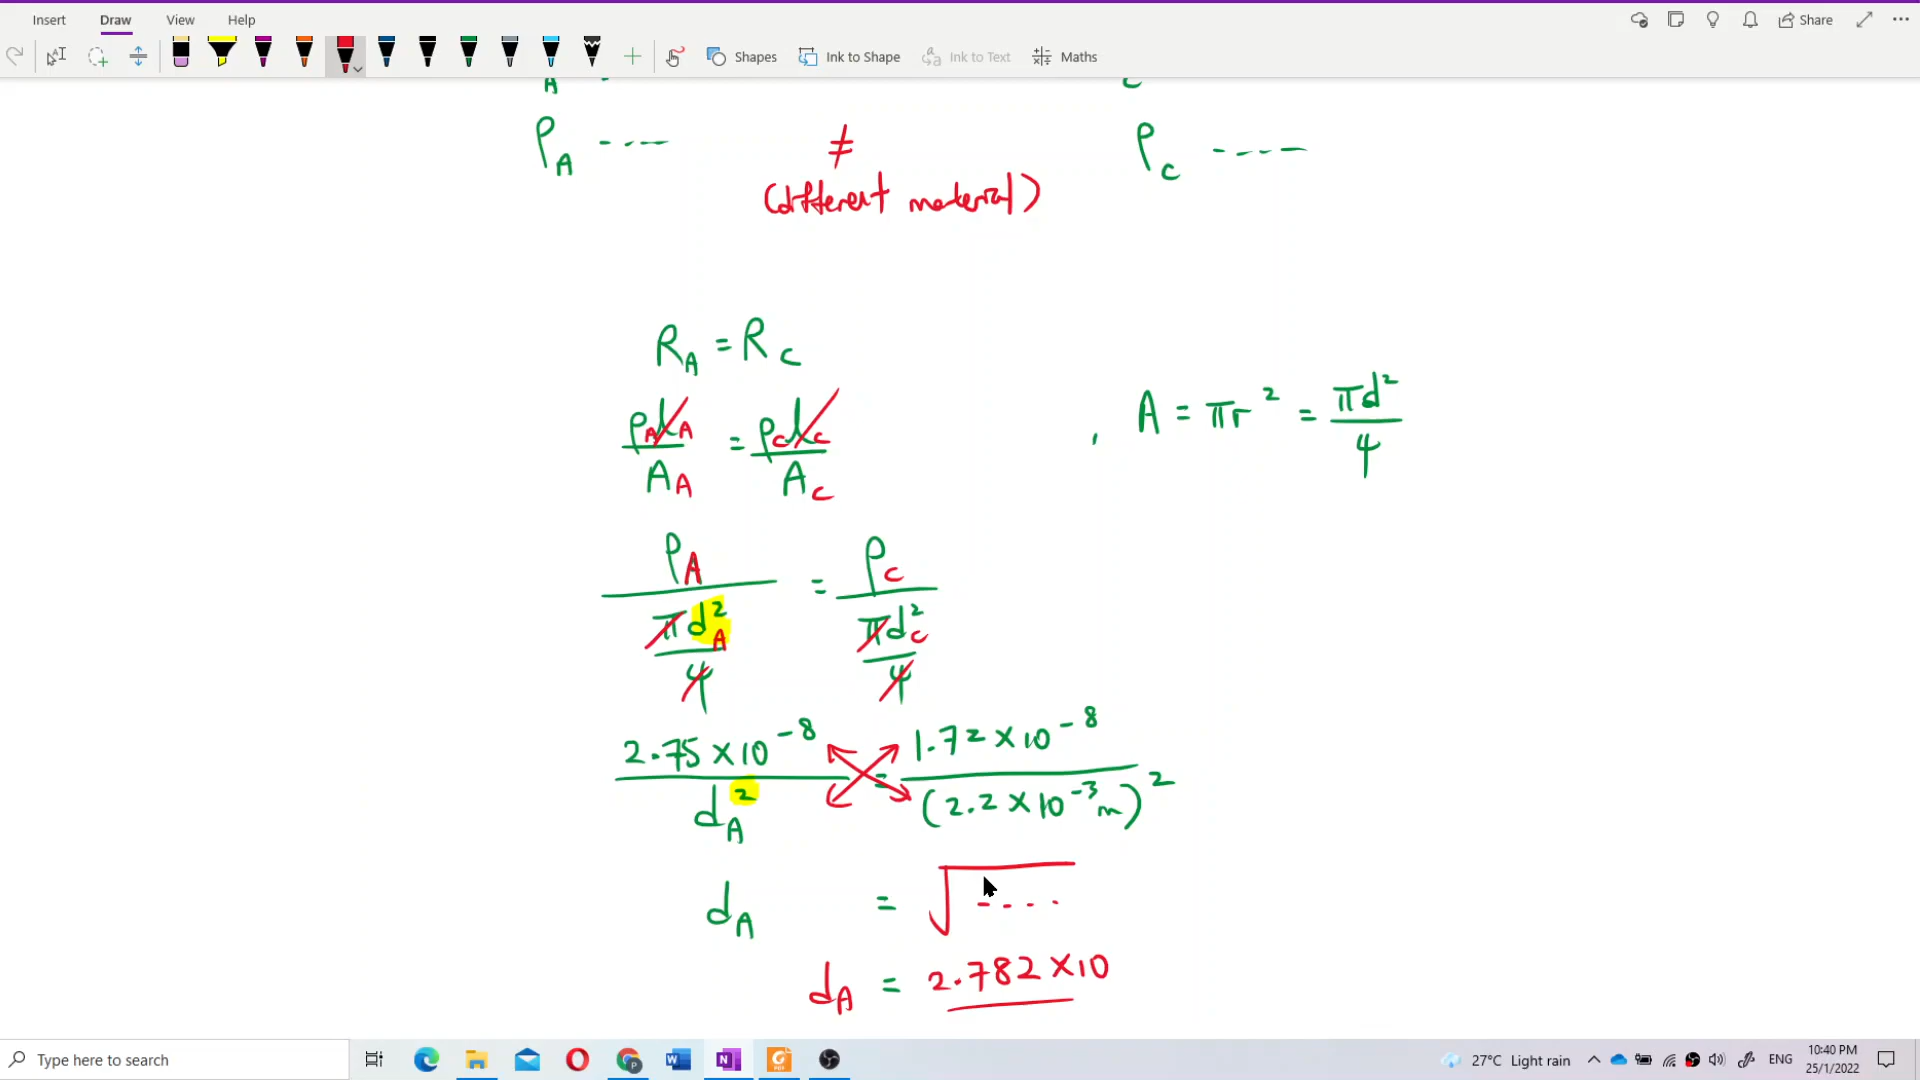 Insert Draw View Help Share
Shapes Ink to Shape Ink to Text Maths
A C
ρA ---- ≠ ρC ----
(different material)
RA = RC
ρAlA/AA = ρClC/AC , A = πr² = πd²/4
ρA/(πdA²/4) = ρC/(πdC²/4)
2.75 × 10⁻⁸/dA² = 1.72 × 10⁻⁸/(2.2 × 10⁻³m)²
dA = √----
dA = 2.782 × 10
Type here to search 27°C Light rain ENG 10:40 PM
25/1/2022